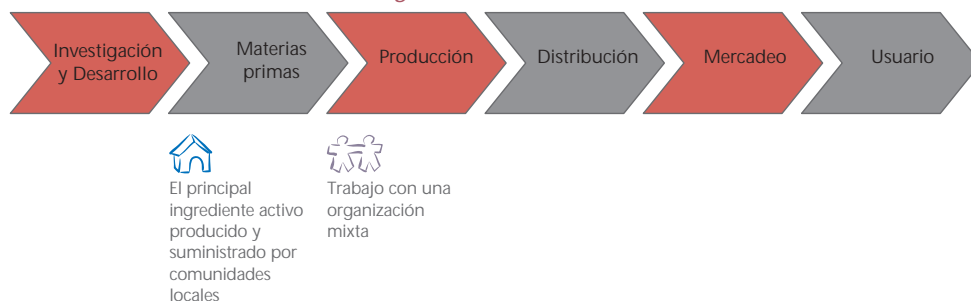 Investigación
y Desarrollo
Materias
primas
Producción
Distribución
Mercadeo
Usuario
El principal
ingrediente activo
producido y
suministrado por
comunidades
locales
Trabajo con una
organización
mixta